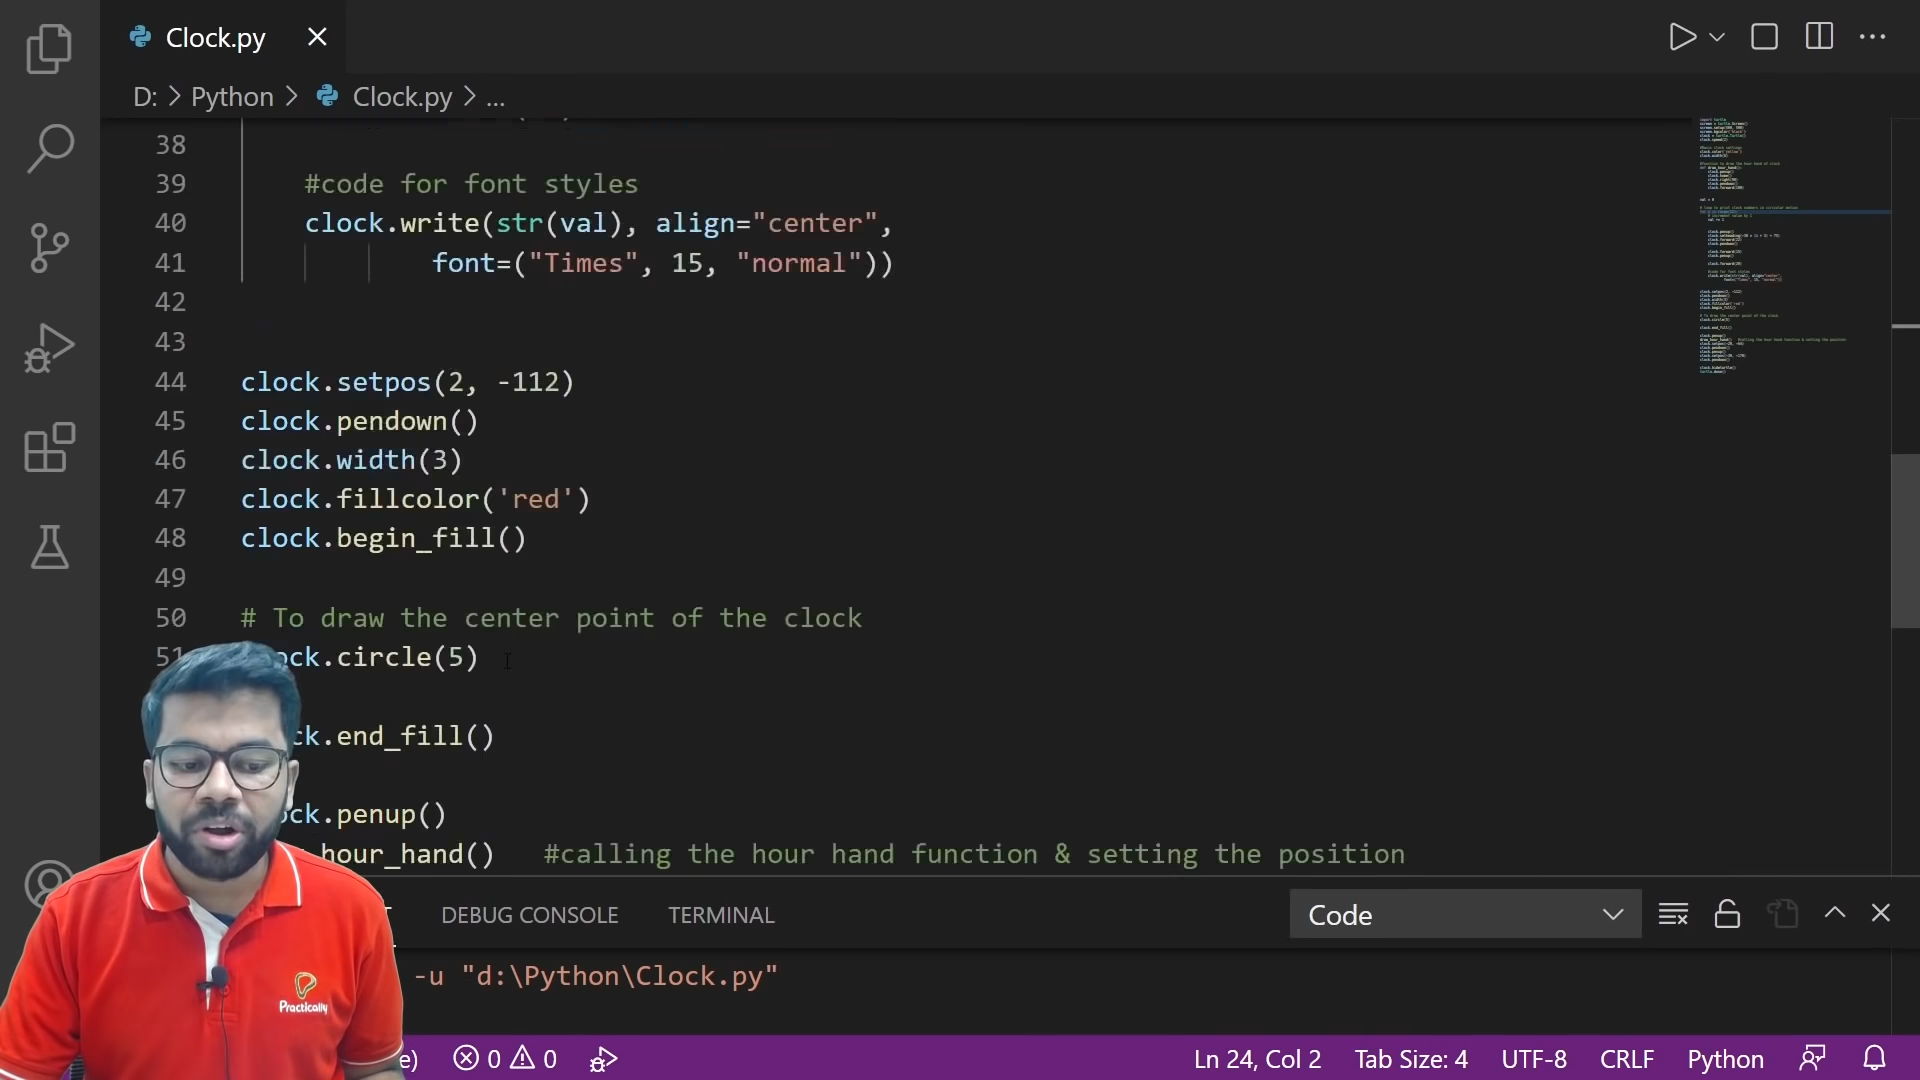 Clock.py
D: > Python > Clock.py > ...
38
39 #code for font styles
40 clock.write(str(val), align="center",
41 font=("Times", 15, "normal"))
42
43
44 clock.setpos(2, -112)
45 clock.pendown()
46 clock.width(3)
47 clock.fillcolor('red')
48 clock.begin_fill()
49
50 # To draw the center point of the clock
51 ock.circle(5)
ck.end_fill()
ock.penup()
_hour_hand() #calling the hour hand function & setting the position
DEBUG CONSOLE TERMINAL Code
-u "d:\Python\Clock.py"
Practically
e) 0 0 Ln 24, Col 2 Tab Size: 4 UTF-8 CRLF Python